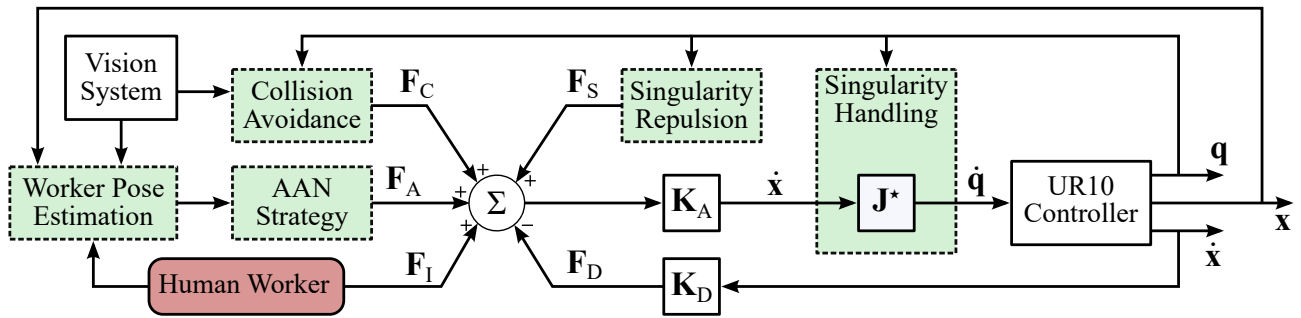 Vision
System
Collision
Avoidance
F_C
F_S
Singularity
Repulsion
Singularity
Handling
Worker Pose
Estimation
AAN
Strategy
F_A
+
+
+
+
−
Σ
K_A
ẋ
J⋆
q̇
UR10
Controller
q
x
ẋ
Human Worker
F_I
F_D
K_D